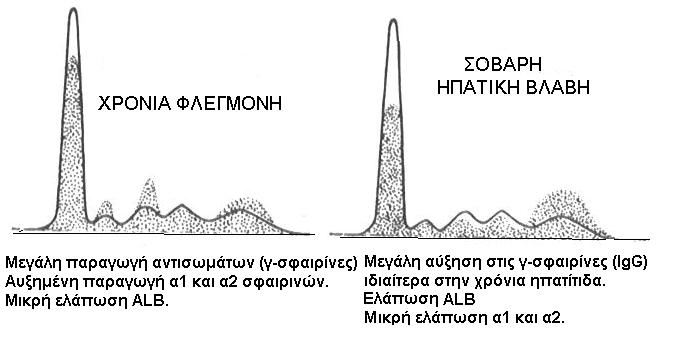 ΧΡΟΝΙΑ ΦΛΕΓΜΟΝΗ
ΣΟΒΑΡΗ
ΗΠΑΤΙΚΗ ΒΛΑΒΗ
Μεγάλη παραγωγή αντισωμάτων (γ-σφαιρίνες)
Αυξημένη παραγωγή α1 και α2 σφαιρινών.
Μικρή ελάπωση ALB.
Μεγάλη αύξηση στις γ-σφαιρίνες (IgG)
ιδιαίτερα στην χρόνια ηπατίτιδα.
Ελάπωση ALB
Μικρή ελάπωση α1 και α2.